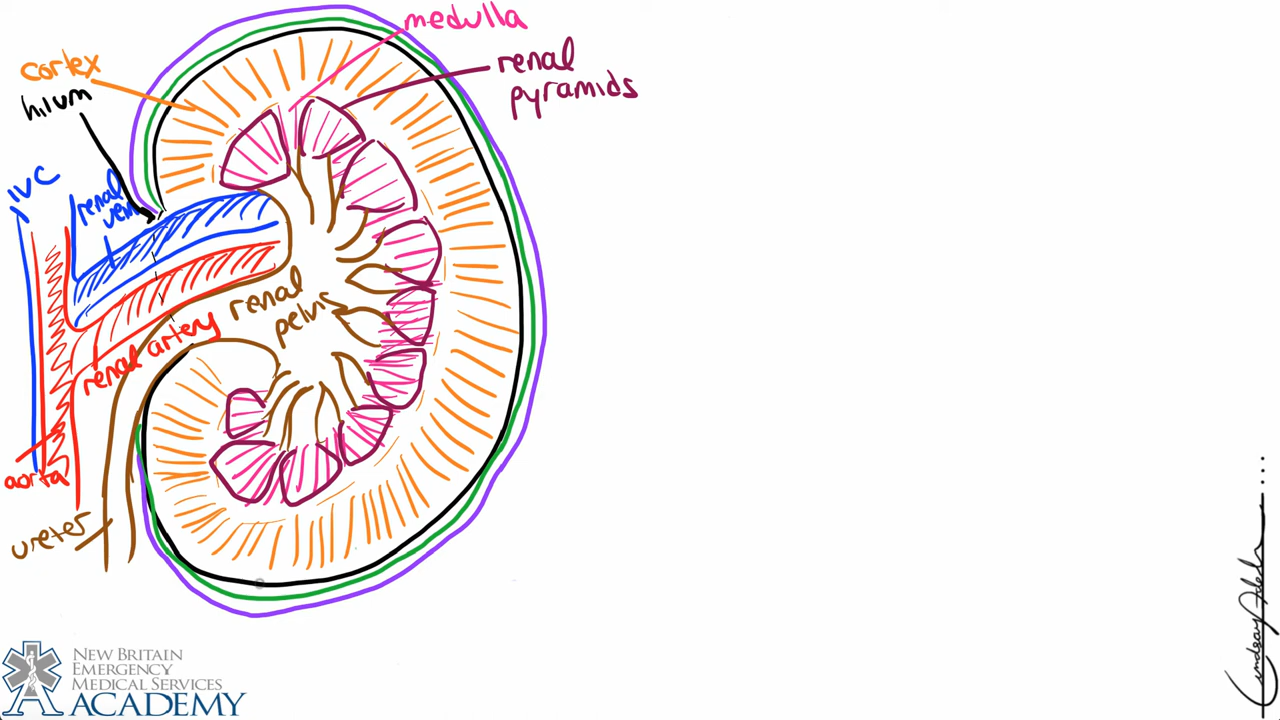 medulla
renal
pyramids
cortex
hilum
IVC
renal
vein
renal
pelvis
renal artery
aorta
ureter
NEW BRITAIN
EMERGENCY
MEDICAL SERVICES
ACADEMY
Lindsay
...